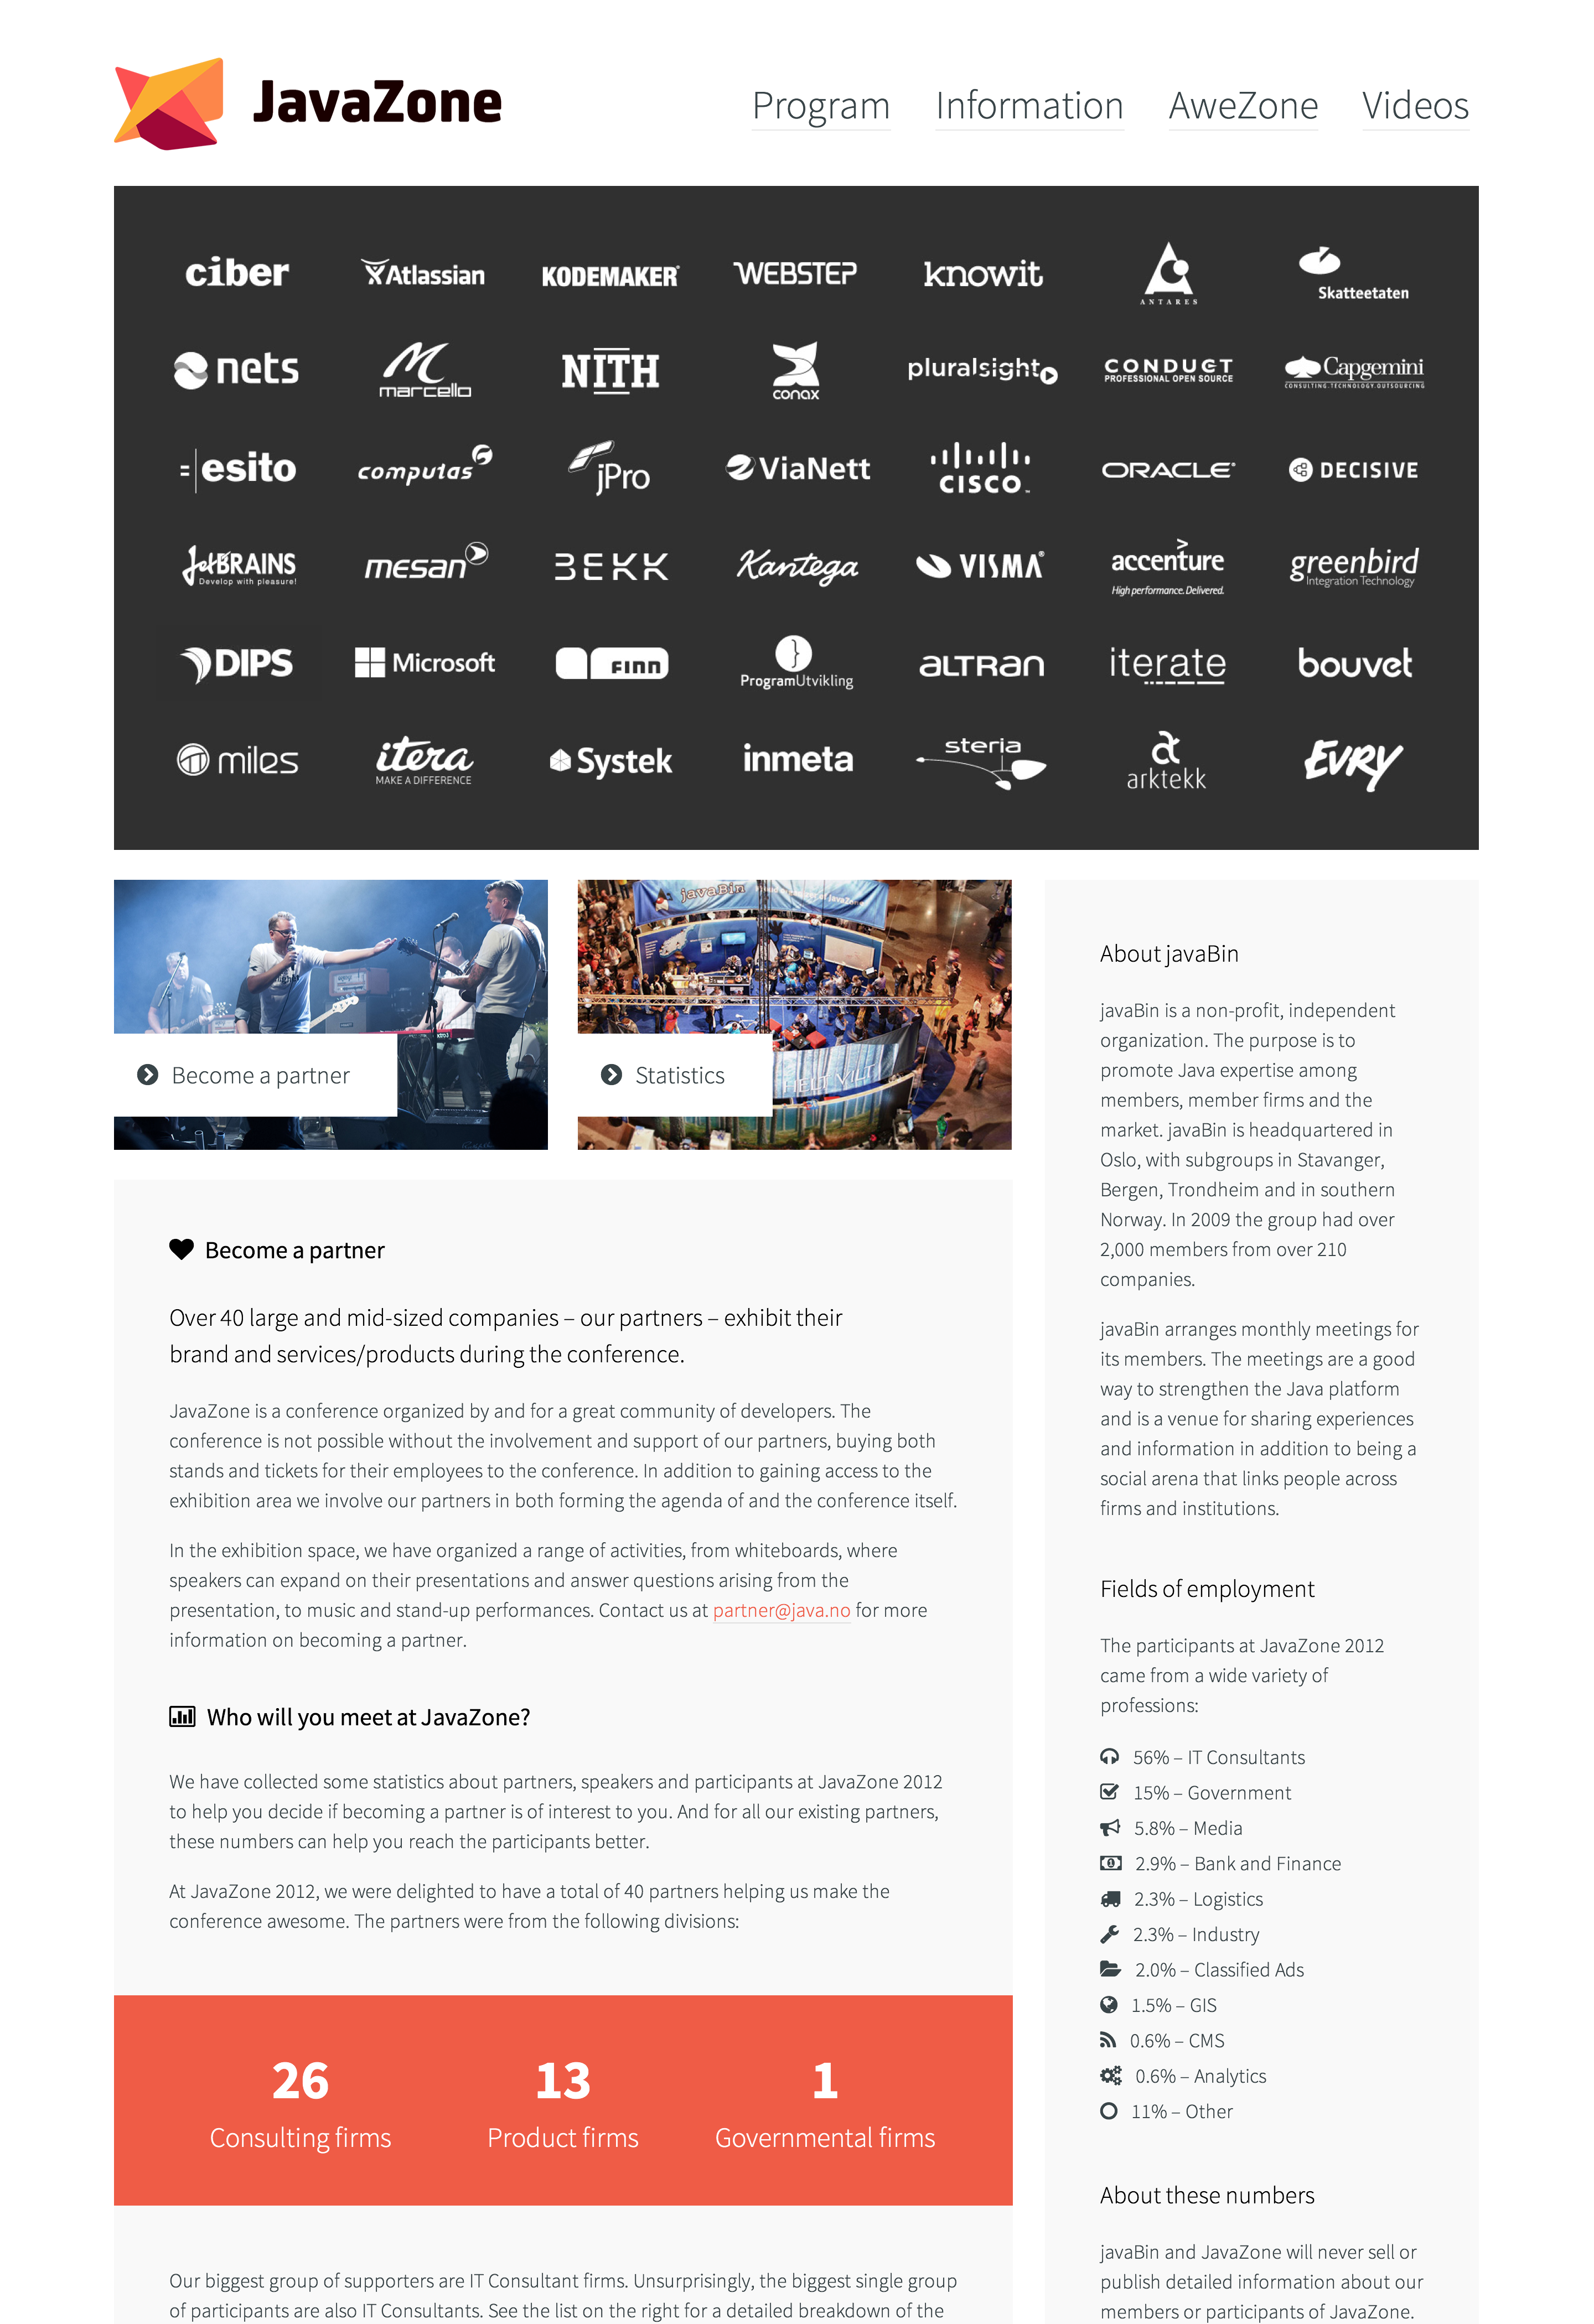 JavaZone
Program Information AweZone Videos
ciber Atlassian KODEMAKER WEBSTEP knowit ANTARES Skatteetaten
nets marcello NITH conax pluralsight CONDUCT PROFESSIONAL OPEN SOURCE Capgemini CONSULTING.TECHNOLOGY.OUTSOURCING
esito computas jPro ViaNett CISCO ORACLE DECISIVE
JetBRAINS Develop with pleasure! mesan BEKK Kantega VISMA accenture High performance. Delivered. greenbird Integration Technology
DIPS Microsoft FINN ProgramUtvikling ALTRAN iterate bouvet
miles itera MAKE A DIFFERENCE Systek inmeta steria arktekk EVRY
javaBin
HELT VILT
Become a partner
Statistics
Become a partner
Over 40 large and mid-sized companies – our partners – exhibit their
brand and services/products during the conference.
JavaZone is a conference organized by and for a great community of developers. The
conference is not possible without the involvement and support of our partners, buying both
stands and tickets for their employees to the conference. In addition to gaining access to the
exhibition area we involve our partners in both forming the agenda of and the conference itself.
In the exhibition space, we have organized a range of activities, from whiteboards, where
speakers can expand on their presentations and answer questions arising from the
presentation, to music and stand-up performances. Contact us at partner@java.no for more
information on becoming a partner.
Who will you meet at JavaZone?
We have collected some statistics about partners, speakers and participants at JavaZone 2012
to help you decide if becoming a partner is of interest to you. And for all our existing partners,
these numbers can help you reach the participants better.
At JavaZone 2012, we were delighted to have a total of 40 partners helping us make the
conference awesome. The partners were from the following divisions:
26 13 1
Consulting firms Product firms Governmental firms
Our biggest group of supporters are IT Consultant firms. Unsurprisingly, the biggest single group
of participants are also IT Consultants. See the list on the right for a detailed breakdown of the
About javaBin
javaBin is a non-profit, independent
organization. The purpose is to
promote Java expertise among
members, member firms and the
market. javaBin is headquartered in
Oslo, with subgroups in Stavanger,
Bergen, Trondheim and in southern
Norway. In 2009 the group had over
2,000 members from over 210
companies.
javaBin arranges monthly meetings for
its members. The meetings are a good
way to strengthen the Java platform
and is a venue for sharing experiences
and information in addition to being a
social arena that links people across
firms and institutions.
Fields of employment
The participants at JavaZone 2012
came from a wide variety of
professions:
56% – IT Consultants
15% – Government
5.8% – Media
2.9% – Bank and Finance
2.3% – Logistics
2.3% – Industry
2.0% – Classified Ads
1.5% – GIS
0.6% – CMS
0.6% – Analytics
11% – Other
About these numbers
javaBin and JavaZone will never sell or
publish detailed information about our
members or participants of JavaZone.